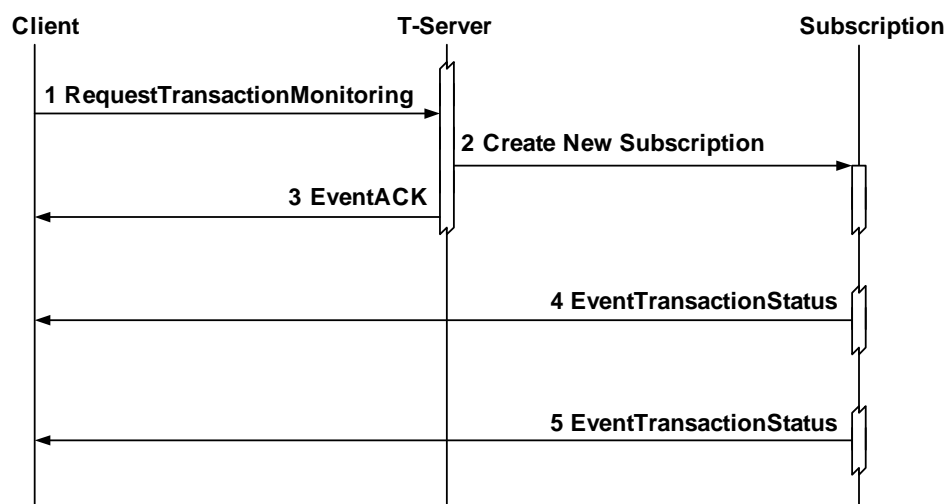 Client
T-Server
Subscription
1 RequestTransactionMonitoring
2 Create New Subscription
3 EventACK
4 EventTransactionStatus
5 EventTransactionStatus